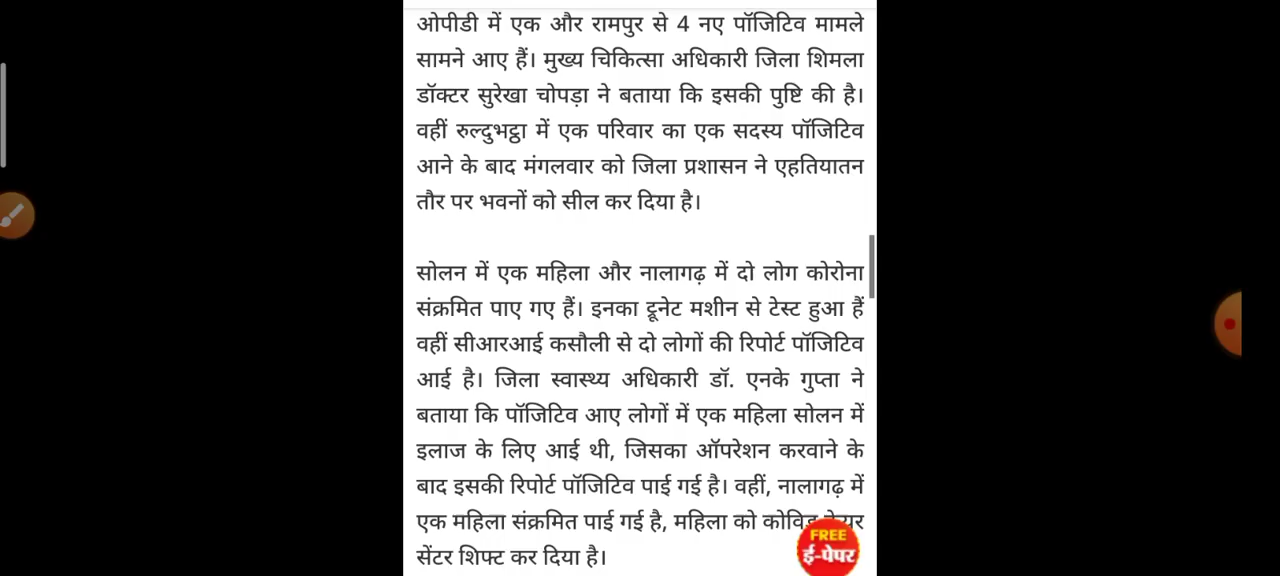 ओपीडी में एक और रामपुर से 4 नए पॉजिटिव मामले
सामने आए हैं। मुख्य चिकित्सा अधिकारी जिला शिमला
डॉक्टर सुरेखा चोपड़ा ने बताया कि इसकी पुष्टि की है।
वहीं रुल्दुभट्ठा में एक परिवार का एक सदस्य पॉजिटिव
आने के बाद मंगलवार को जिला प्रशासन ने एहतियातन
तौर पर भवनों को सील कर दिया है।
सोलन में एक महिला और नालागढ़ में दो लोग कोरोना
संक्रमित पाए गए हैं। इनका ट्रूनेट मशीन से टेस्ट हुआ हैं
वहीं सीआरआई कसौली से दो लोगों की रिपोर्ट पॉजिटिव
आई है। जिला स्वास्थ्य अधिकारी डॉ. एनके गुप्ता ने
बताया कि पॉजिटिव आए लोगों में एक महिला सोलन में
इलाज के लिए आई थी, जिसका ऑपरेशन करवाने के
बाद इसकी रिपोर्ट पॉजिटिव पाई गई है। वहीं, नालागढ़ में
एक महिला संक्रमित पाई गई है, महिला को कोविड
सेंटर शिफ्ट कर दिया है।
FREE
ई-पेपर